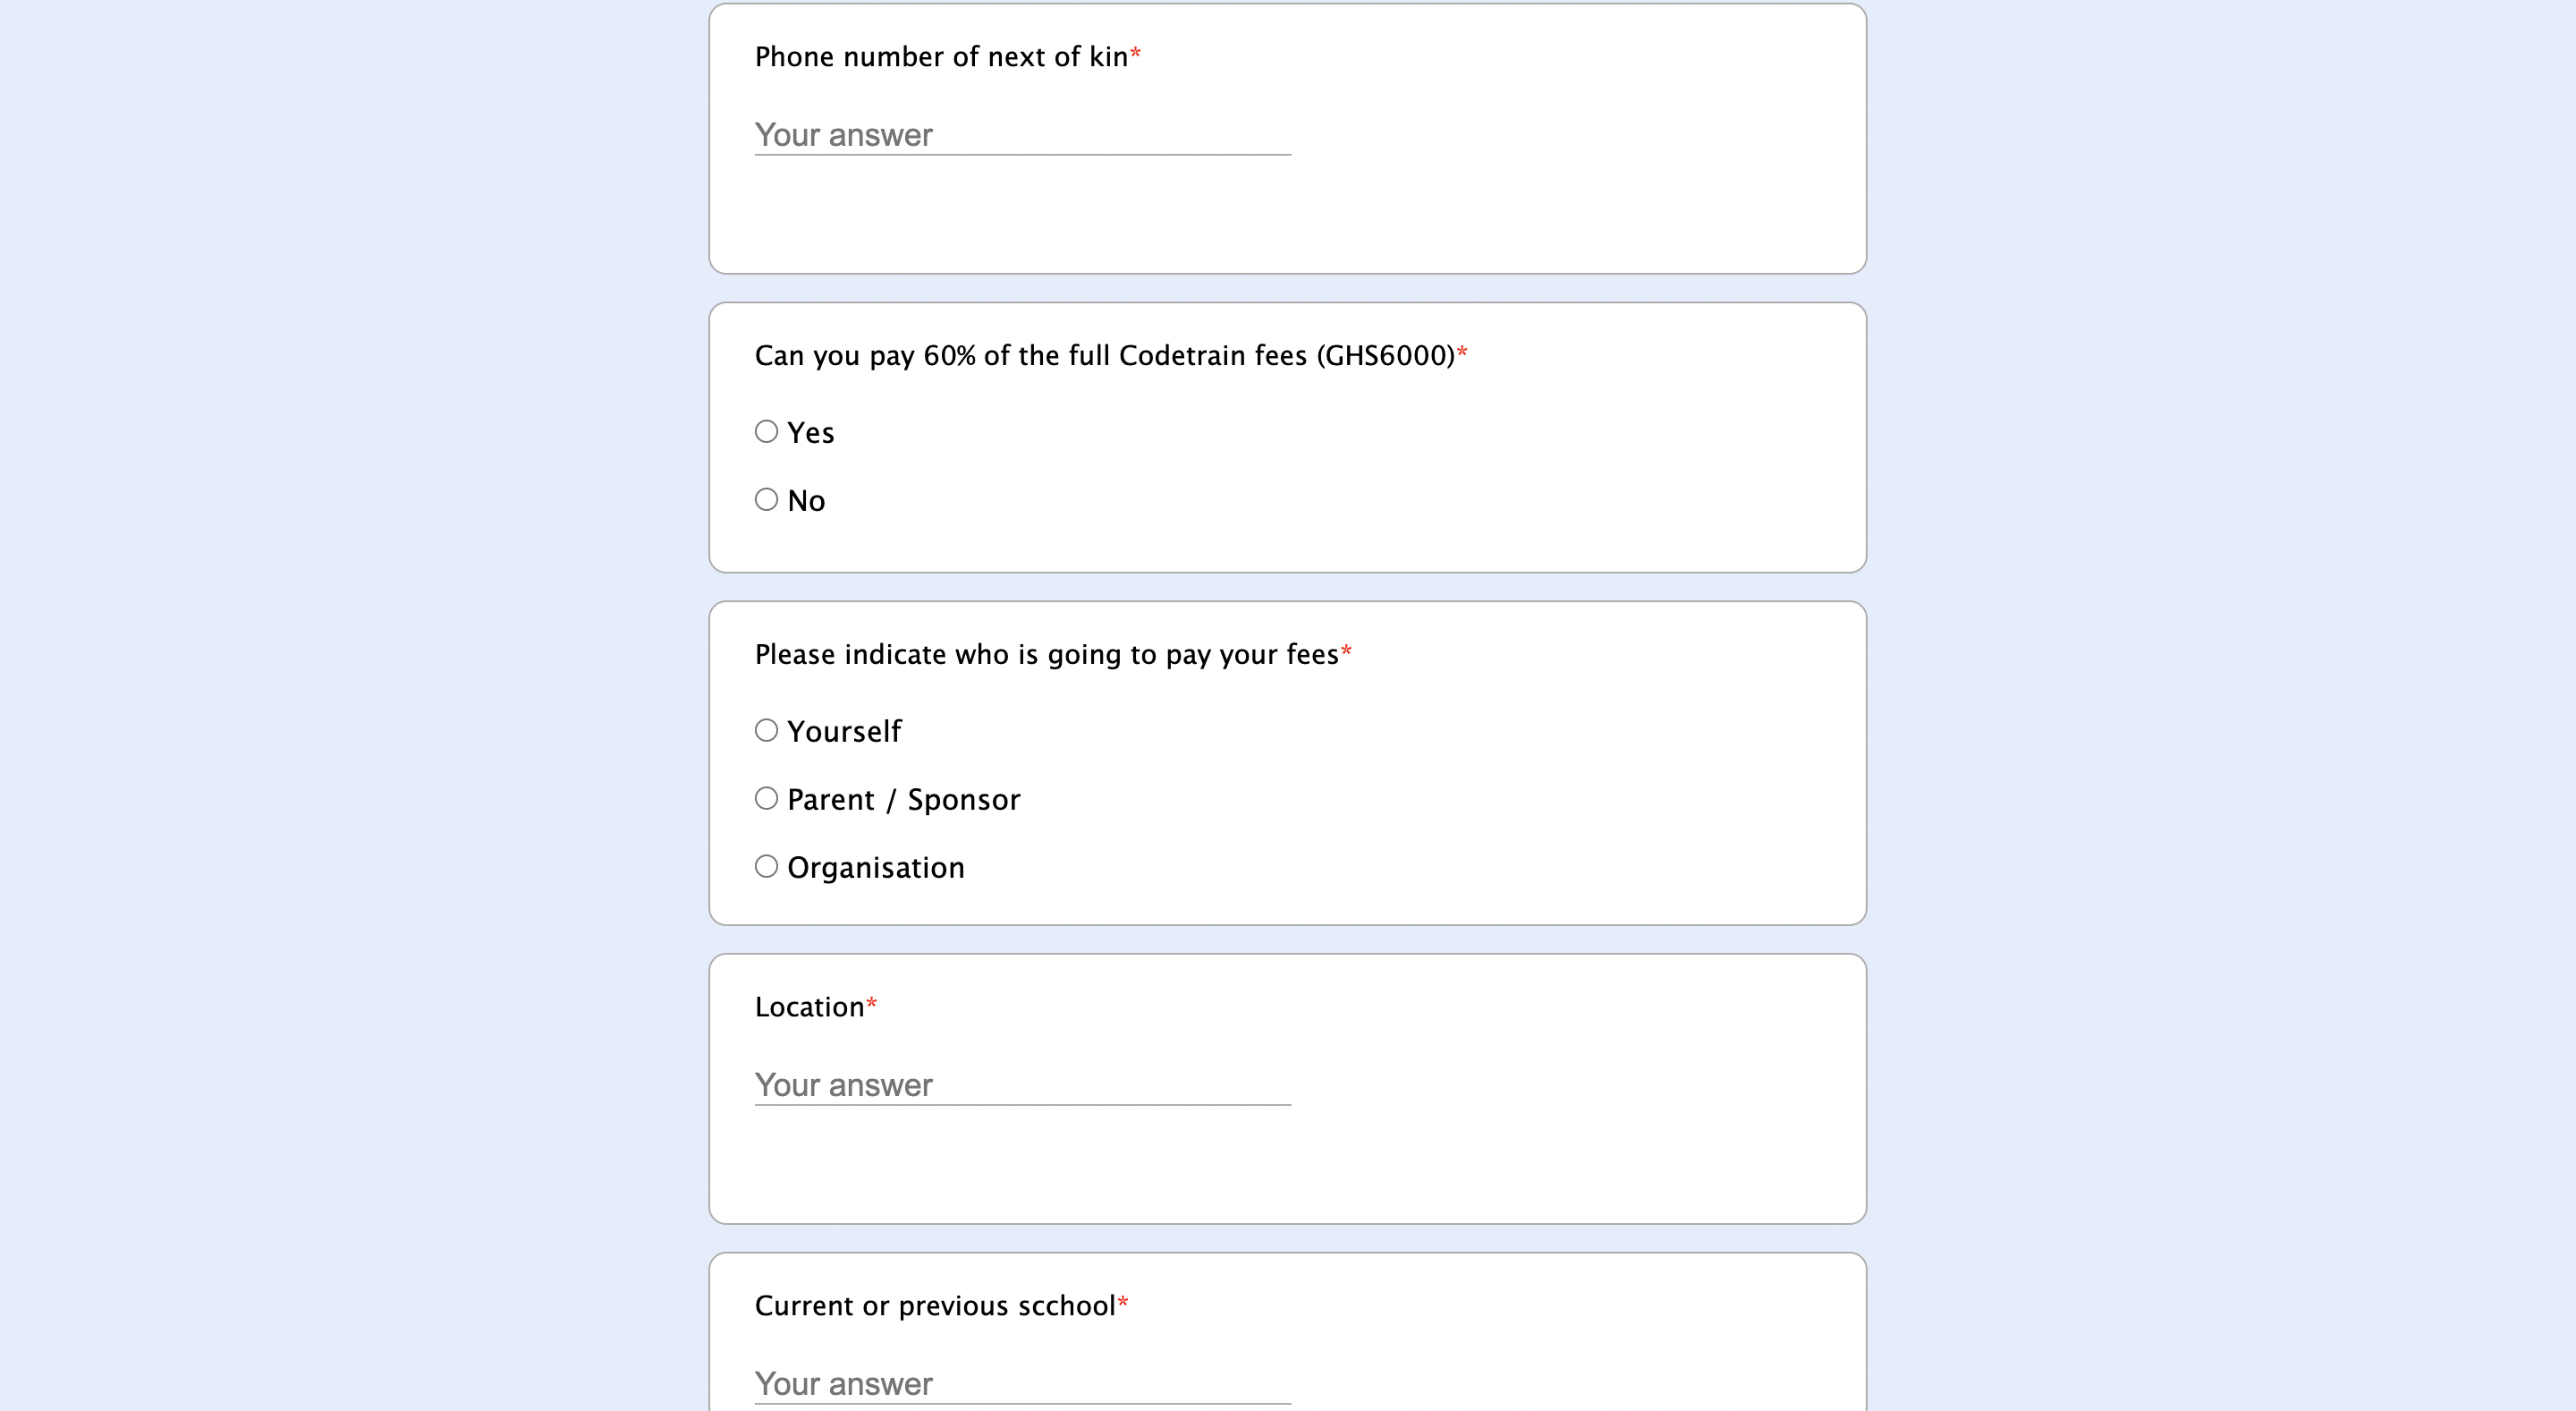 Phone number of next of kin*
Your answer
Can you pay 60% of the full Codetrain fees (GHS6000)*
Yes
No
Please indicate who is going to pay your fees*
Yourself
Parent / Sponsor
Organisation
Location*
Your answer
Current or previous scchool*
Your answer